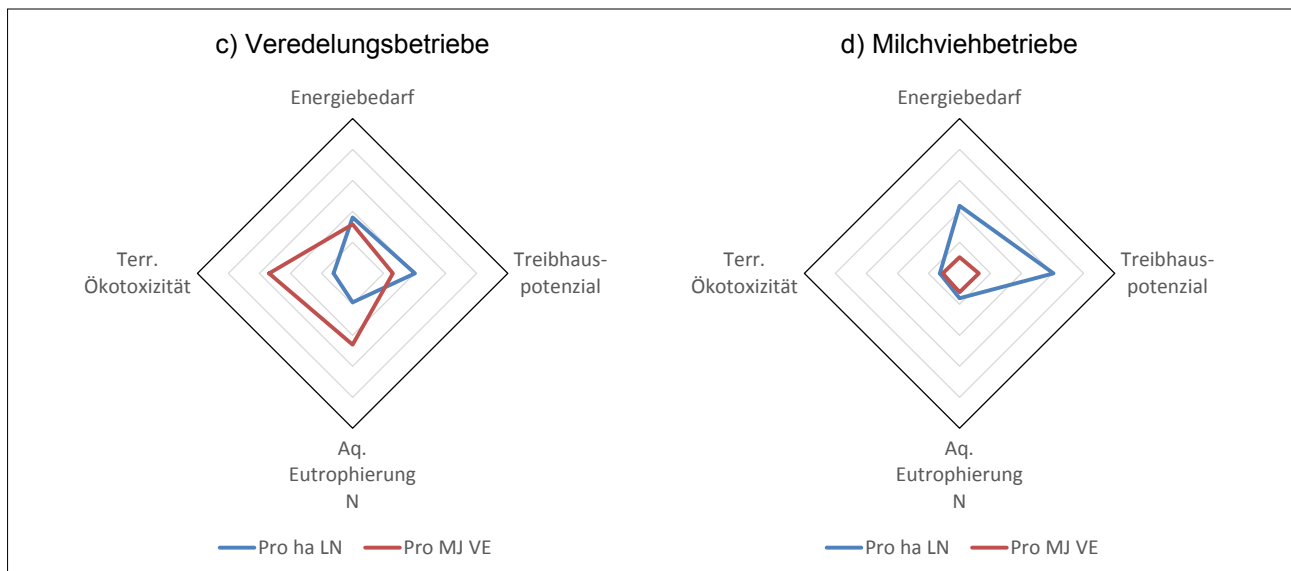 c) Veredelungsbetriebe
Energiebedarf
Terr.
Ökotoxizität
Treibhaus-
potenzial
Aq.
Eutrophierung
N
Pro ha LN
Pro MJ VE
d) Milchviehbetriebe
Energiebedarf
Terr.
Ökotoxizität
Treibhaus-
potenzial
Aq.
Eutrophierung
N
Pro ha LN
Pro MJ VE